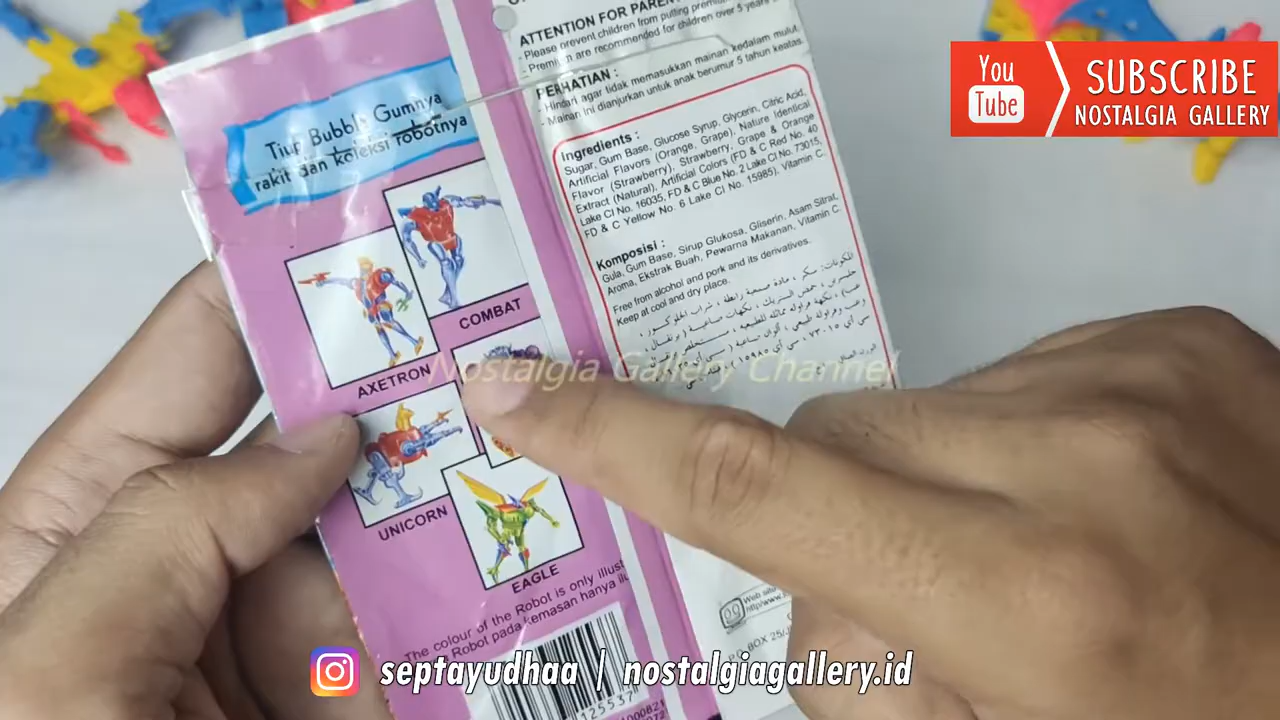 Tiup Bubble Gumnya
rakit dan koleksi robotnya
COMBAT
AXETRON
UNICORN
EAGLE
The colour of the Robot is only
Robot pada kemasan hanya
12553
ATTENTION FOR
- Please prevent children from putting
- Premium are recommended for children over 5 years
PERHATIAN :
- Hindari agar tidak memasukkan mainan kedalam mulut.
- Mainan ini dianjurkan untuk anak berumur 5 tahun keatas.
Ingredients :
Sugar, Gum Base, Glucose Syrup, Glycerin, Citric Acid,
Artificial Flavors (Orange, Grape), Nature Identical
Flavor (Strawberry), Strawberry, Grape & Orange
Extract (Natural), Artificial Colors (FD & C Red No. 40
Lake CI No. 16035, FD & C Blue No. 2 Lake CI No. 73015,
FD & C Yellow No. 6 Lake CI No. 15985), Vitamin C.
Komposisi :
Gula, Gum Base, Sirup Glukosa, Gliserin, Asam Sitrat,
Aroma, Ekstrak Buah, Pewarna Makanan, Vitamin C.
Free from alcohol and pork and its derivatives.
Keep at cool and dry place.
Web site
P.O. BOX 25/
You
Tube
SUBSCRIBE
NOSTALGIA GALLERY
Nostalgia Gallery Channel
septayudhaa | nostalgiagallery.id